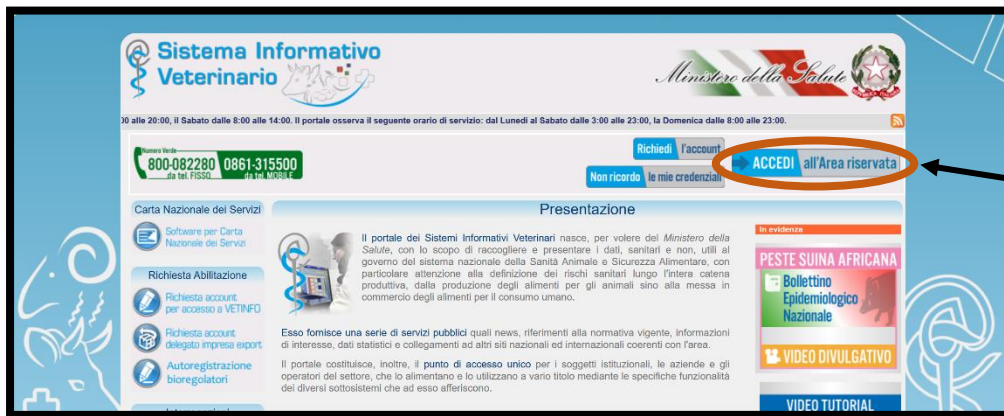 Sistema Informativo
Veterinario
Ministero della Salute
00 alle 20:00, il Sabato dalle 8:00 alle 14:00. Il portale osserva il seguente orario di servizio: dal Lunedi al Sabato dalle 3:00 alle 23:00, la Domenica dalle 8:00 alle 23:00.
Numero Verde
800-082280 0861-315500
da tel. FISSO da tel. MOBILE
Richiedi l'account
Non ricordo le mie credenziali
ACCEDI all'Area riservata
Carta Nazionale dei Servizi
Software per Carta
Nazionale dei Servizi
Richiesta Abilitazione
Richiesta account
per accesso a VETINFO
Richiesta account
delegato impresa export
Autoregistrazione
bioregolatori
Presentazione
Il portale dei Sistemi Informativi Veterinari nasce, per volere del Ministero della
Salute, con lo scopo di raccogliere e presentare i dati, sanitari e non, utili al
governo del sistema nazionale della Sanità Animale e Sicurezza Alimentare, con
particolare attenzione alla definizione dei rischi sanitari lungo l'intera catena
produttiva, dalla produzione degli alimenti per gli animali sino alla messa in
commercio degli alimenti per il consumo umano.
Esso fornisce una serie di servizi pubblici quali news, riferimenti alla normativa vigente, informazioni
di interesse, dati statistici e collegamenti ad altri siti nazionali ed internazionali coerenti con l'area.
Il portale costituisce, inoltre, il punto di accesso unico per i soggetti istituzionali, le aziende e gli
operatori del settore, che lo alimentano e lo utilizzano a vario titolo mediante le specifiche funzionalità
dei diversi sottosistemi che ad esso afferiscono.
In evidenza
PESTE SUINA AFRICANA
Bollettino
Epidemiologico
Nazionale
VIDEO DIVULGATIVO
VIDEO TUTORIAL